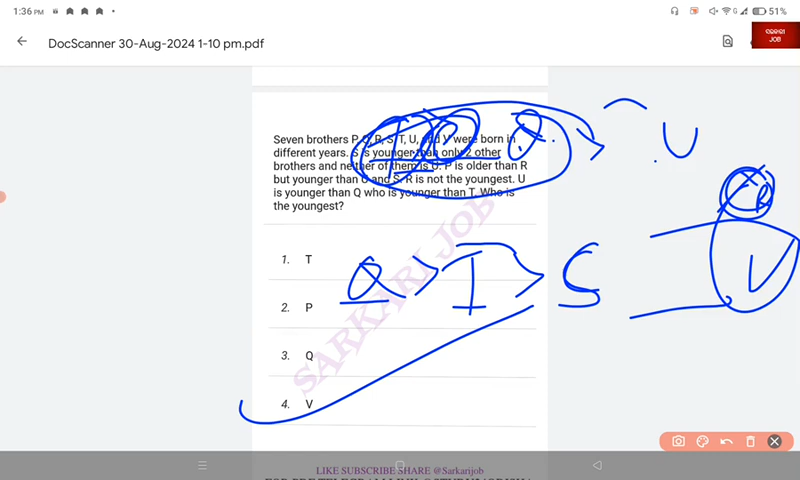 1:36 PM 51%
DocScanner 30-Aug-2024 1-10 pm.pdf
ସରକାରୀ
JOB
Seven brothers P, Q, R, S, T, U, and V were born in
different years. S is younger than only 2 other
brothers and neither of them is U. P is older than R
but younger than U and S. R is not the youngest. U
is younger than Q who is younger than T. Who is
the youngest?
Q > T > S
Q > U
R
V
1. T
2. P
3. Q
4. V
SARKARI JOB
LIKE SUBSCRIBE SHARE @Sarkarijob